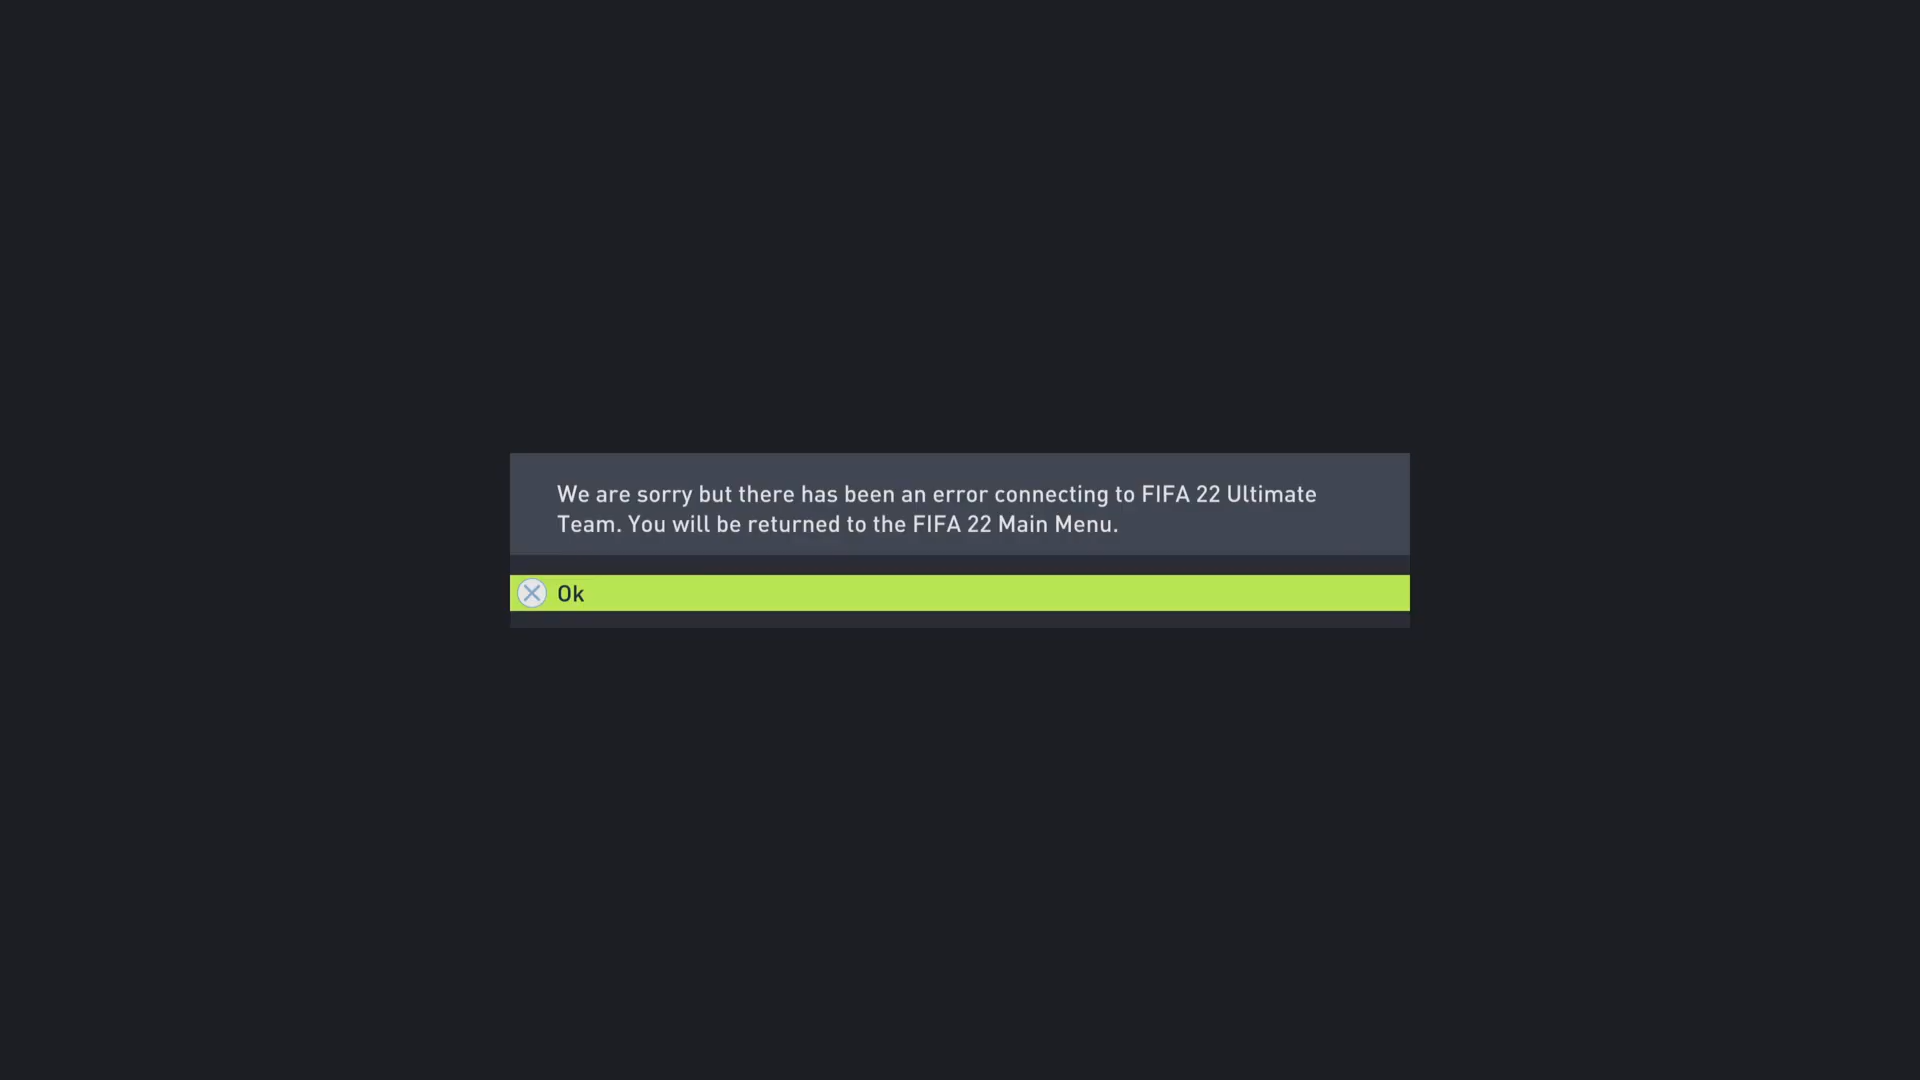 We are sorry but there has been an error connecting to FIFA 22 Ultimate
Team. You will be returned to the FIFA 22 Main Menu.
Ok